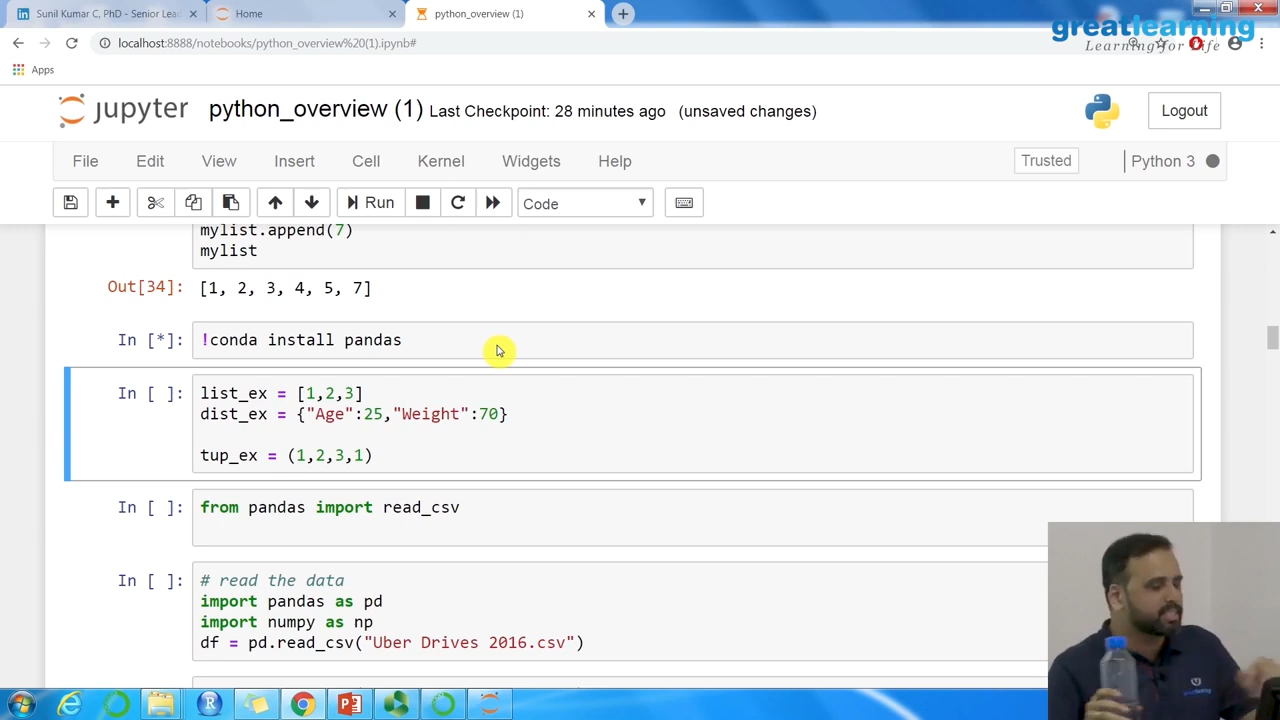 Sunil Kumar C, PhD - Senior Lead
Home
python_overview (1)
localhost:8888/notebooks/python_overview%20(1).ipynb#
greatlearning
Learning for Life
Apps
jupyter python_overview (1) Last Checkpoint: 28 minutes ago (unsaved changes)
Logout
File Edit View Insert Cell Kernel Widgets Help
Trusted
Python 3
Run
Code
mylist.append(7)
mylist
Out[34]: [1, 2, 3, 4, 5, 7]
In [*]: !conda install pandas
In [ ]: list_ex = [1,2,3]
dist_ex = {"Age":25,"Weight":70}
tup_ex = (1,2,3,1)
In [ ]: from pandas import read_csv
In [ ]: # read the data
import pandas as pd
import numpy as np
df = pd.read_csv("Uber Drives 2016.csv")